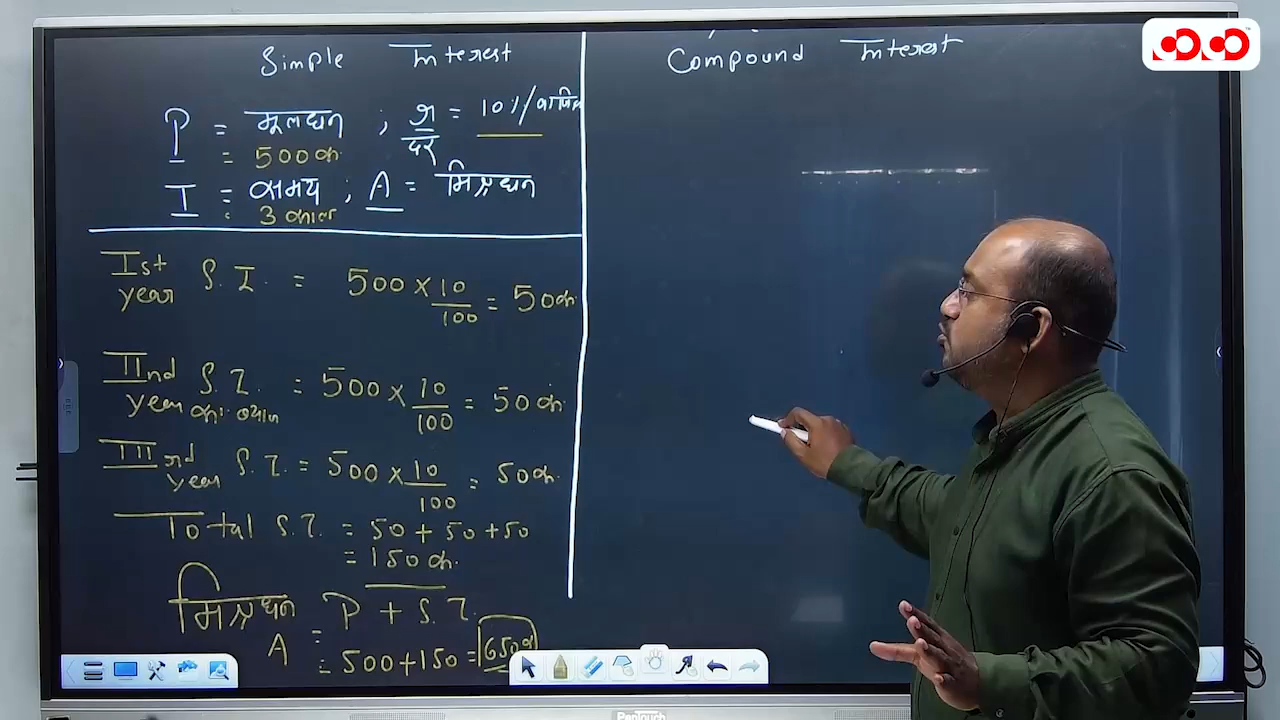 Simple Interest
P = मूलधन ; r = 10%/वार्षिक
दर
= 500रु
T = समय ; A = मिश्रधन
= 3 साल
Ist year S.I. = 500 × 10/100 = 50रु
IInd year S.I. = 500 × 10/100 = 50रु
का ब्याज
IIIrd year S.I. = 500 × 10/100 = 50रु
Total S.I. = 50 + 50 + 50
= 150रु
मिश्रधन A = P + S.I.
= 500 + 150 = 650रु
Compound Interest
PenTouch